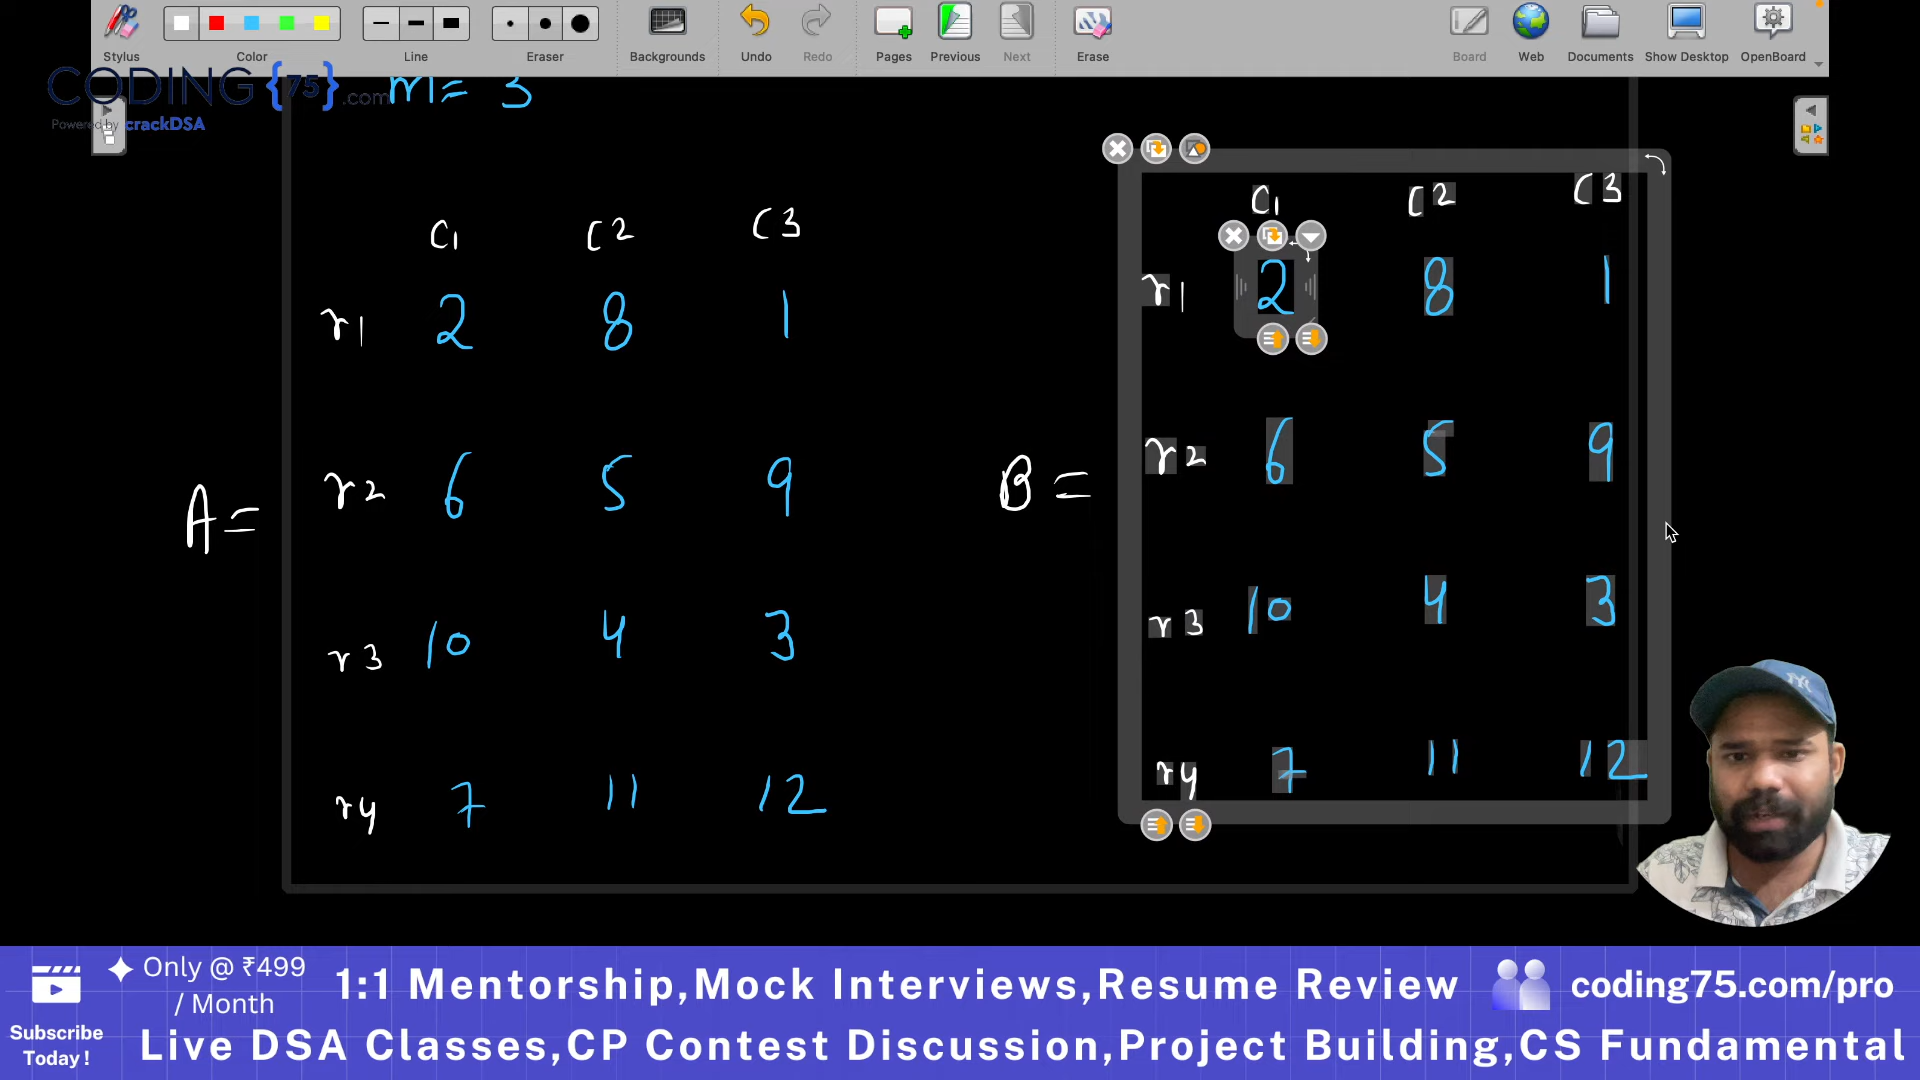 Stylus Color Line Eraser Backgrounds Undo Redo Pages Previous Next Erase Board Web Documents Show Desktop OpenBoard
CODING {75} .com
Powered by crackDSA
m = 3
C1 C2 C3
r1 2 8 1
r2 6 5 9
A =
r3 10 4 3
r4 7 11 12
C1 C2 C3
r1 2 8 1
r2 6 5 9
B =
r3 10 4 3
r4 7 11 12
Only @ ₹499 / Month
1:1 Mentorship,Mock Interviews,Resume Review
coding75.com/pro
Subscribe Today !
Live DSA Classes,CP Contest Discussion,Project Building,CS Fundamental